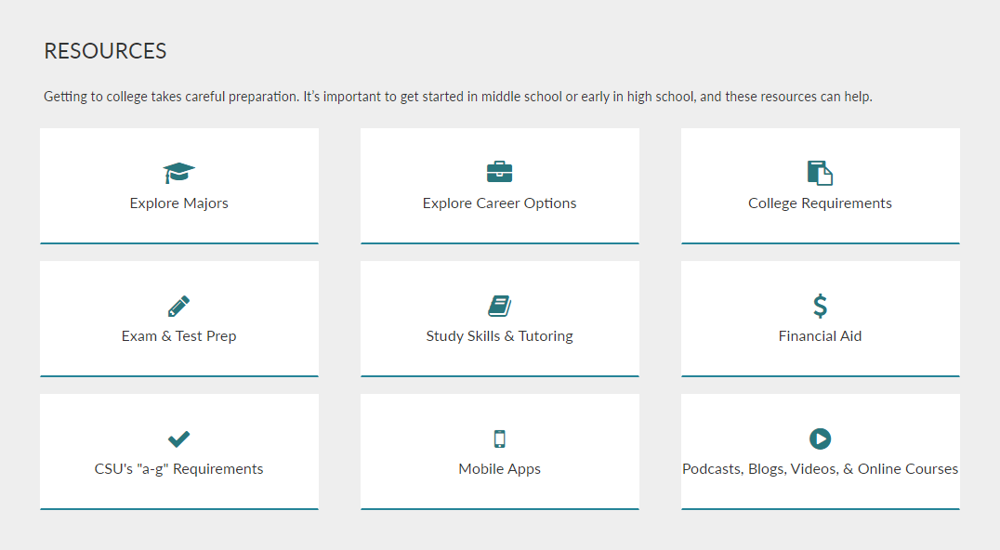 RESOURCES
Getting to college takes careful preparation. It's important to get started in middle school or early in high school, and these resources can help.
Explore Majors
Explore Career Options
College Requirements
Exam & Test Prep
Study Skills & Tutoring
Financial Aid
CSU's "a-g" Requirements
Mobile Apps
Podcasts, Blogs, Videos, & Online Courses